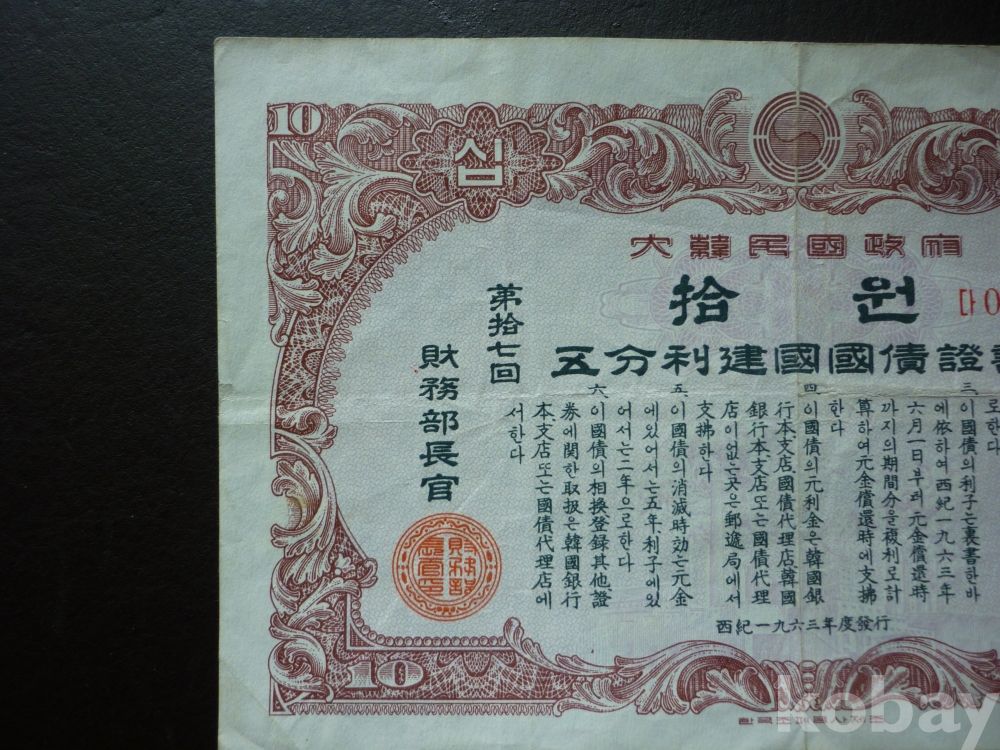 10
십
大韓民國政府
拾 원
다 0
五分利建國國債證
로한다
三、이國債의利子는裏書한바
에依하여西紀一九六三年
六月一日부터元金償還時
까지의期間分을複利로計
算하여元金償還時에支拂
한다
四、이國債의元利金은韓國銀
行本支店國債代理店韓國
銀行本支店또는國債代理
店이없는곳은郵遞局에서
支拂한다
五、이國債의消滅時効는元金
에있어서는五年、利子에있
어서는二年으로한다
六、이國債의相換登録其他證
券에関한取扱은韓國銀行
本支店또는國債代理店에
서한다
第拾七回
財務部長官
西紀一九六三年度發行
10
kobay